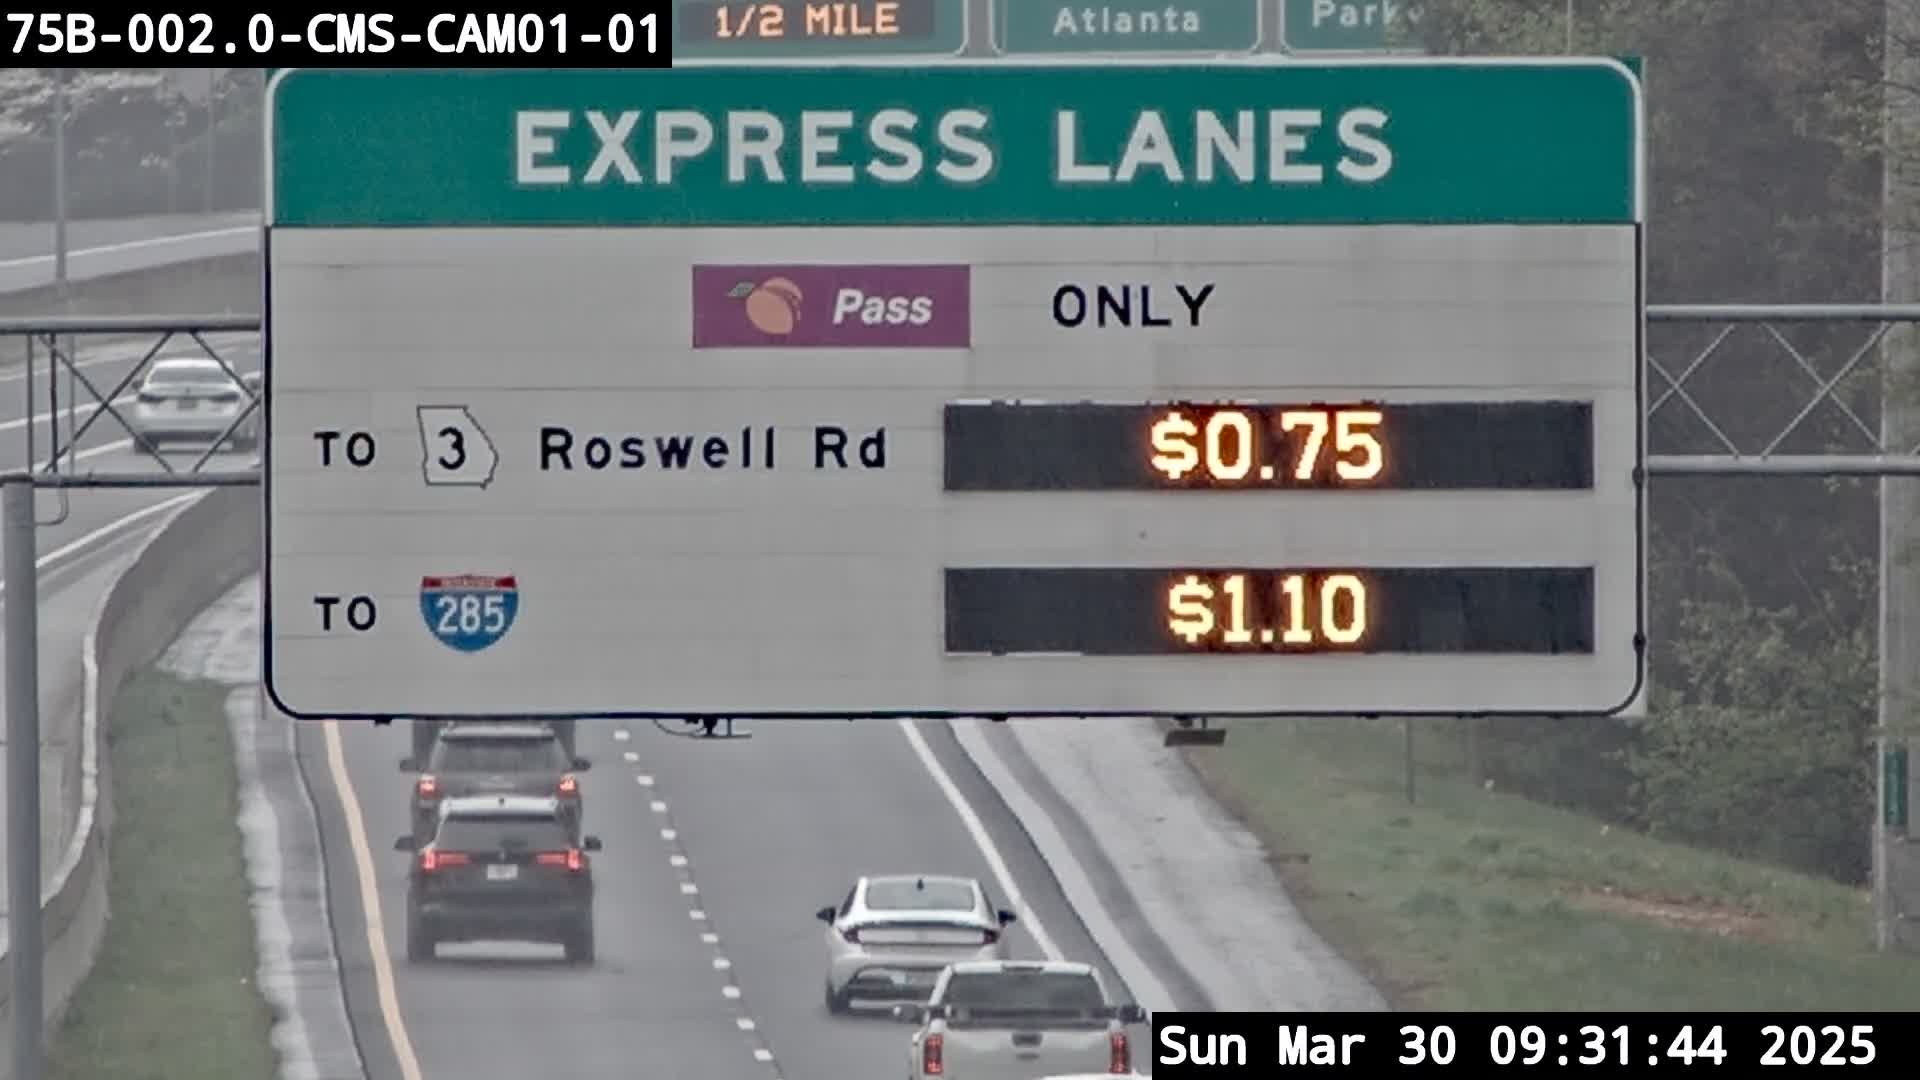 75B-002.0-CMS-CAM01-01
1/2 MILE
Atlanta
EXPRESS LANES
Pass ONLY
TO 3 Roswell Rd $0.75
TO 285 $1.10
Sun Mar 30 09:31:44 2025